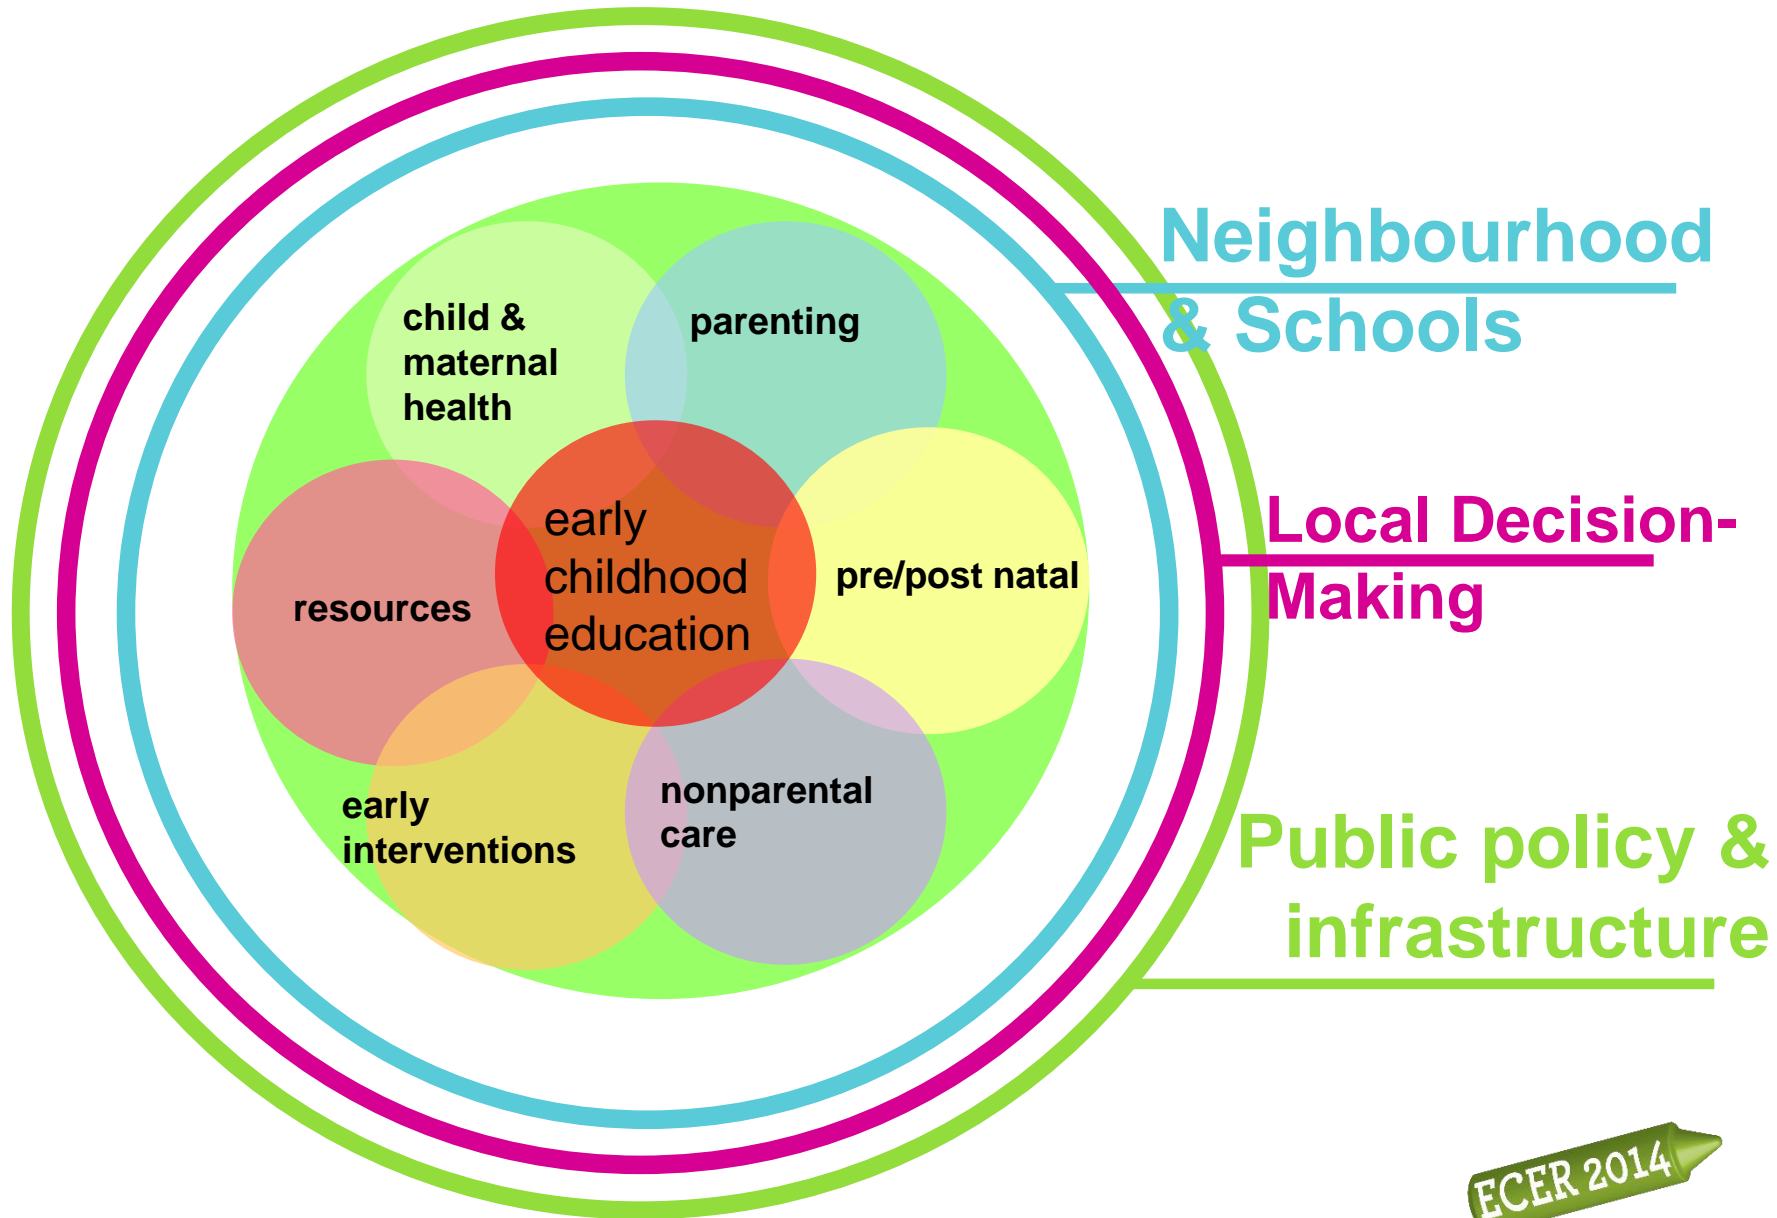 Neighbourhood
& Schools
child &
maternal
health
parenting
early
childhood
education
Local Decision-
Making
pre/post natal
resources
early
interventions
nonparental
care
Public policy &
infrastructure
ECER 2014